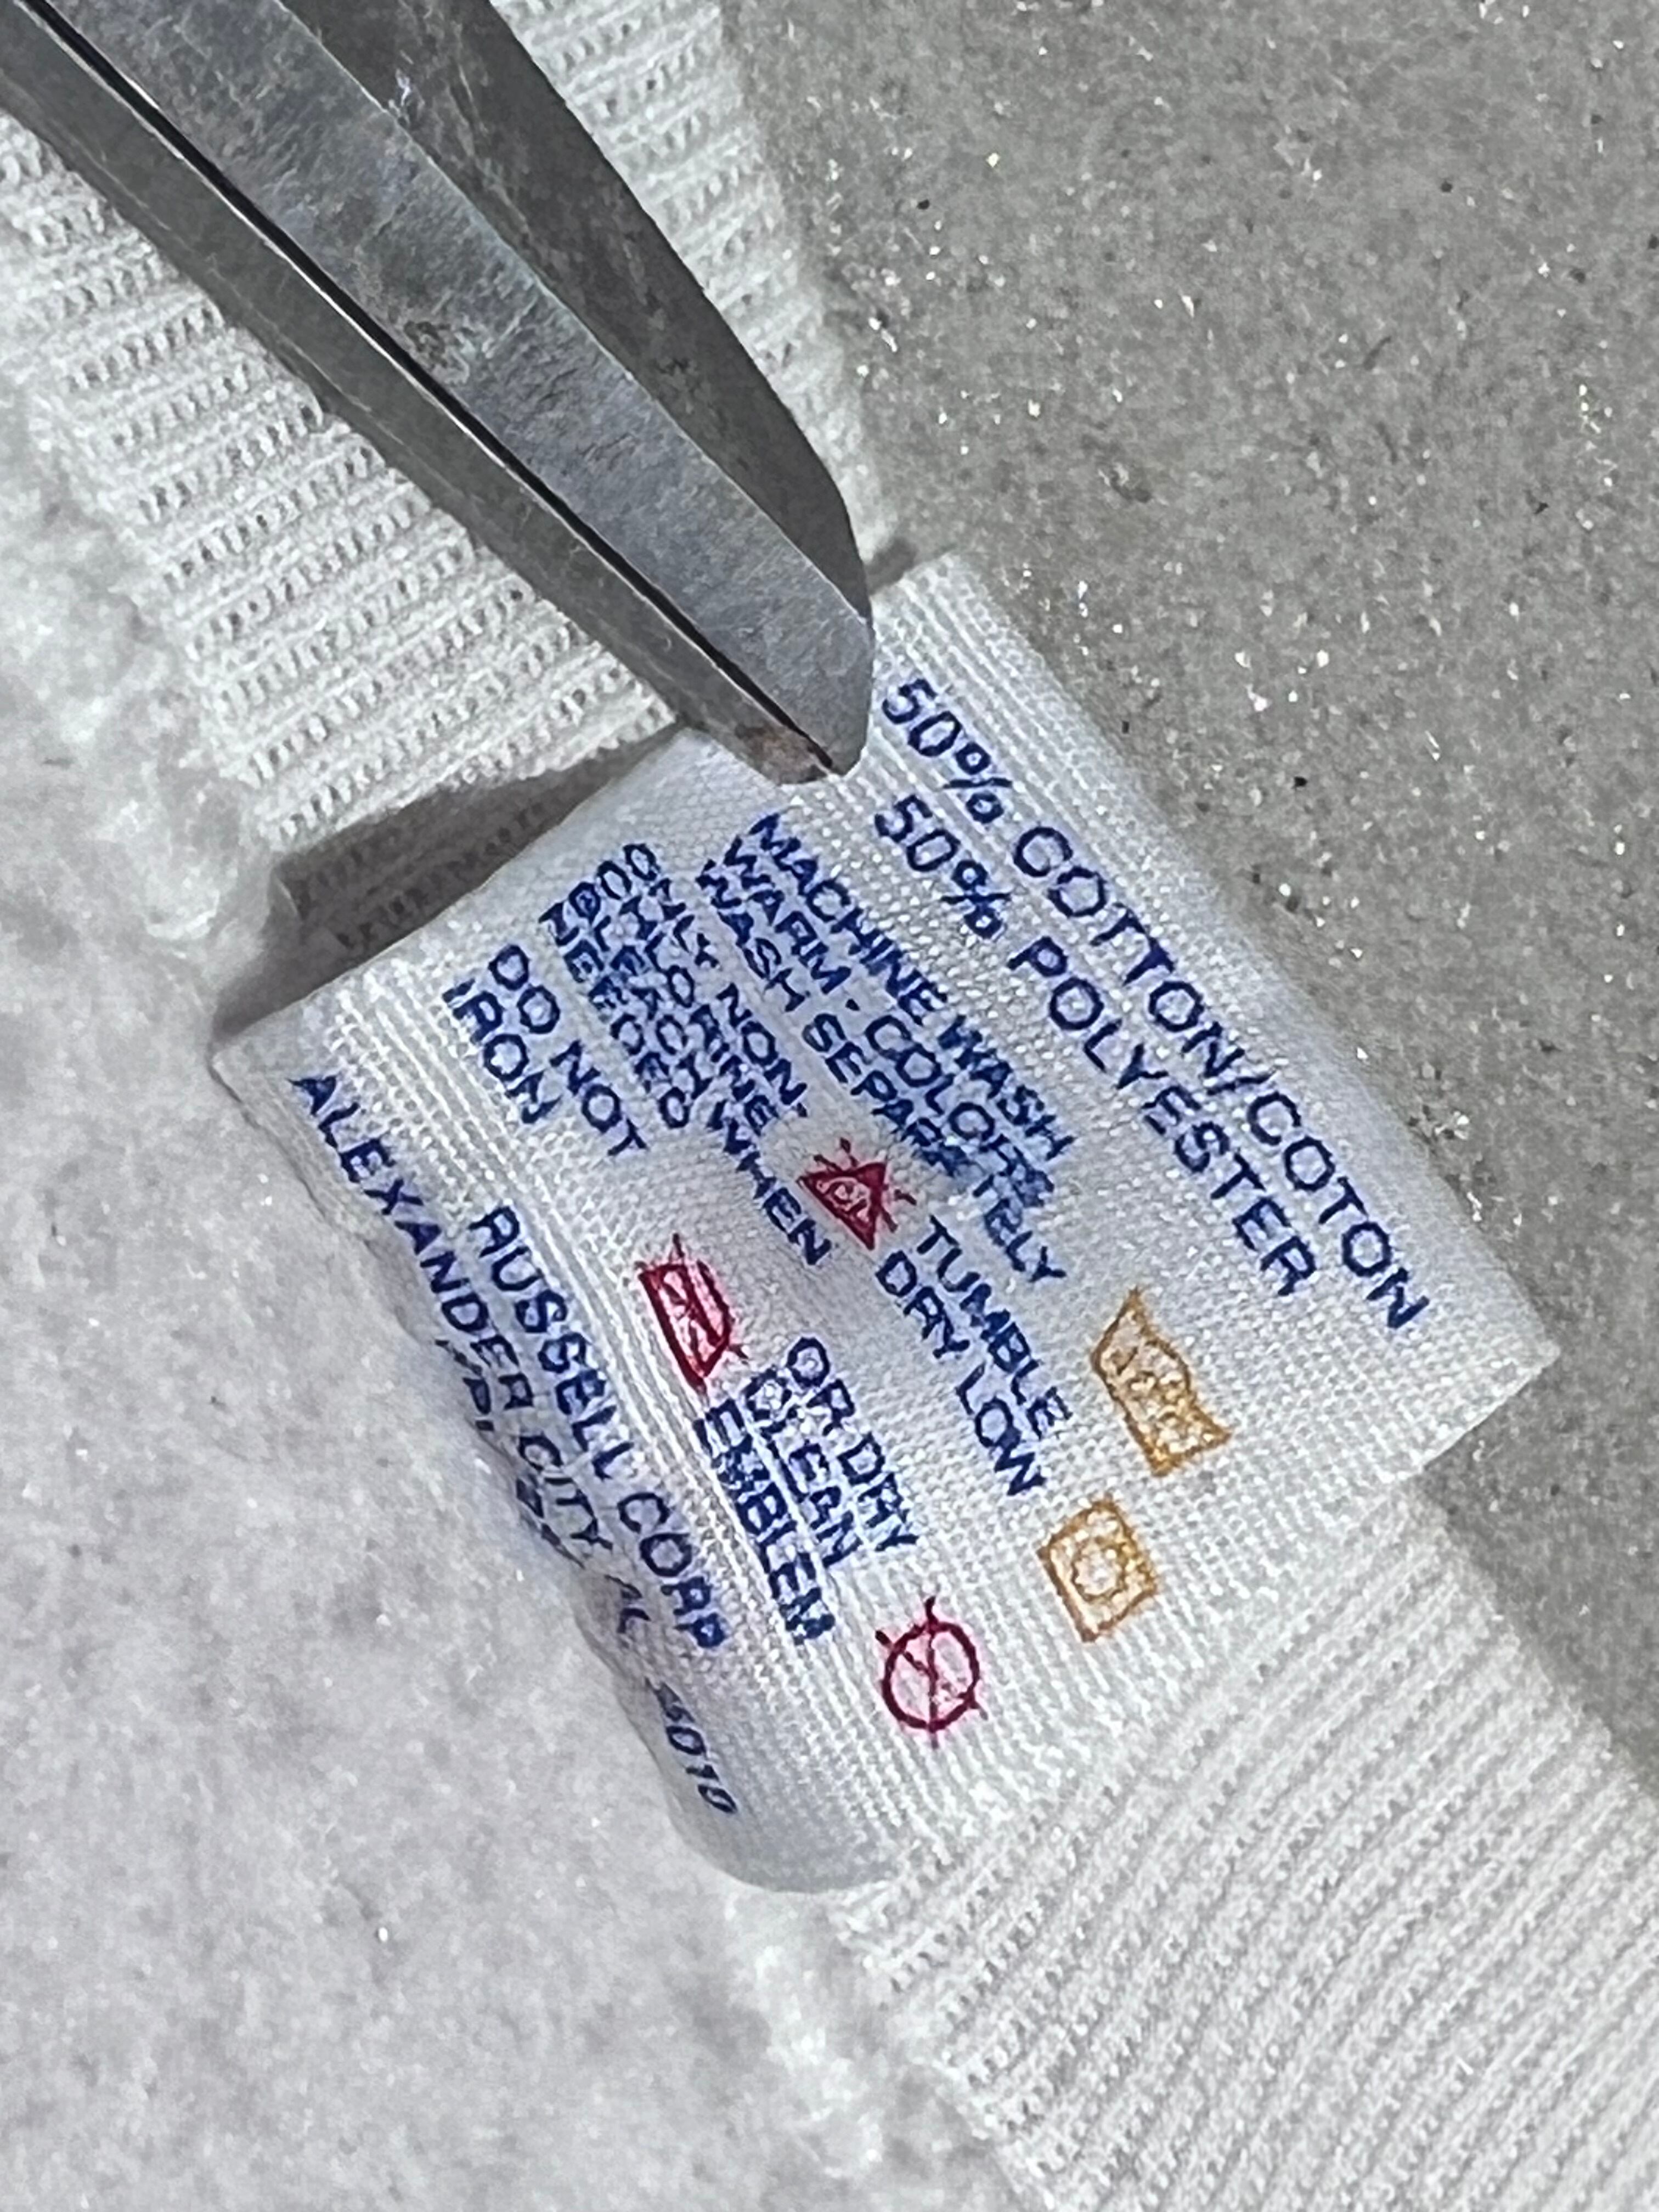 50% COTTON/COTON
50% POLYESTER
MACHINE WASH
WARM - COLORS
WASH SEPARATELY
ONLY NON-
CHLORINE
BLEACH WHEN
NEEDED
DO NOT
IRON
TUMBLE
DRY LOW
OR DRY
CLEAN
EMBLEM
RUSSELL CORP
ALEXANDER CITY AL